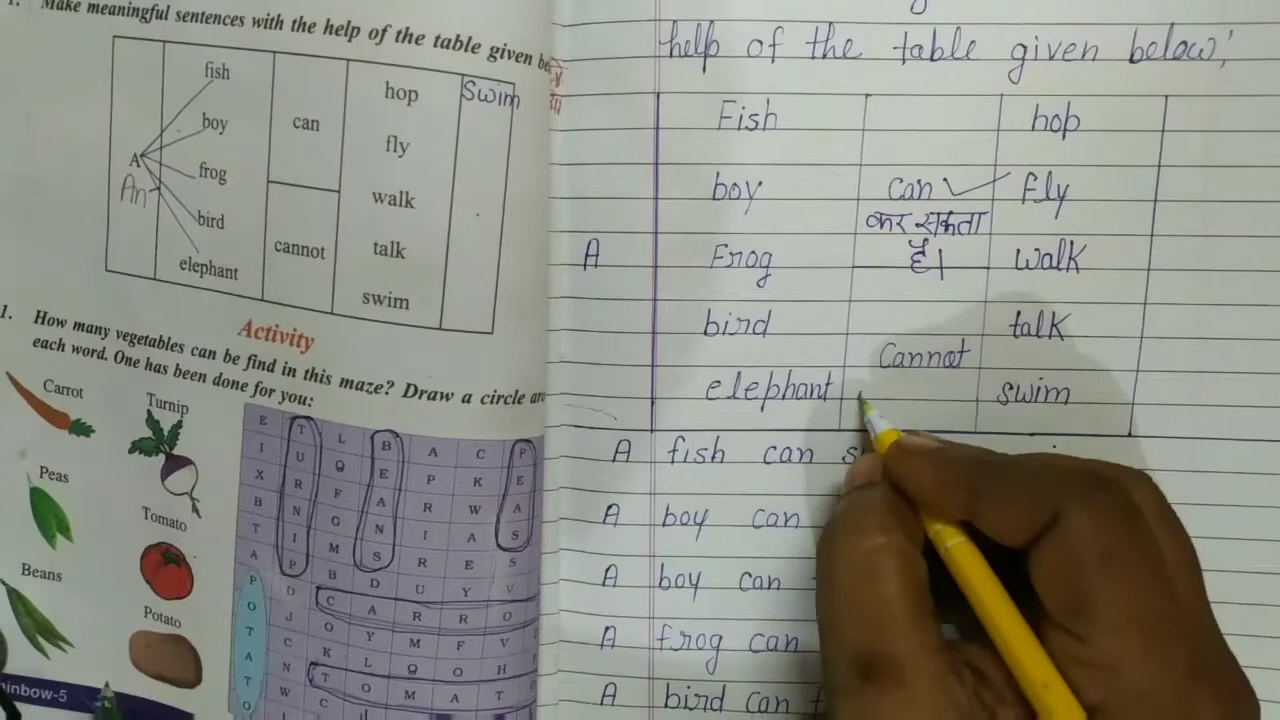 1. Make meaningful sentences with the help of the table given be
fish
boy
A
An
frog
bird
elephant
can
cannot
hop
fly
walk
talk
swim
Swim
Activity
1. How many vegetables can be find in this maze? Draw a circle
each word. One has been done for you:
Carrot
Turnip
Peas
Tomato
Beans
Potato
E T L B A C P
I U Q E P K E
X R F A R W A
B N G N I A S
T I M S R E S
A P B D U Y V
P D C A R R O
O J O Y M F V
T C K L Q O H
A N T O M A T
T W C
O
inbow-5
help of the table given below:
Fish hop
boy can fly
कर सकता
A Frog है। walk
bird talk
cannot
elephant swim
A fish can
A boy can
A boy can
A frog can
A bird can